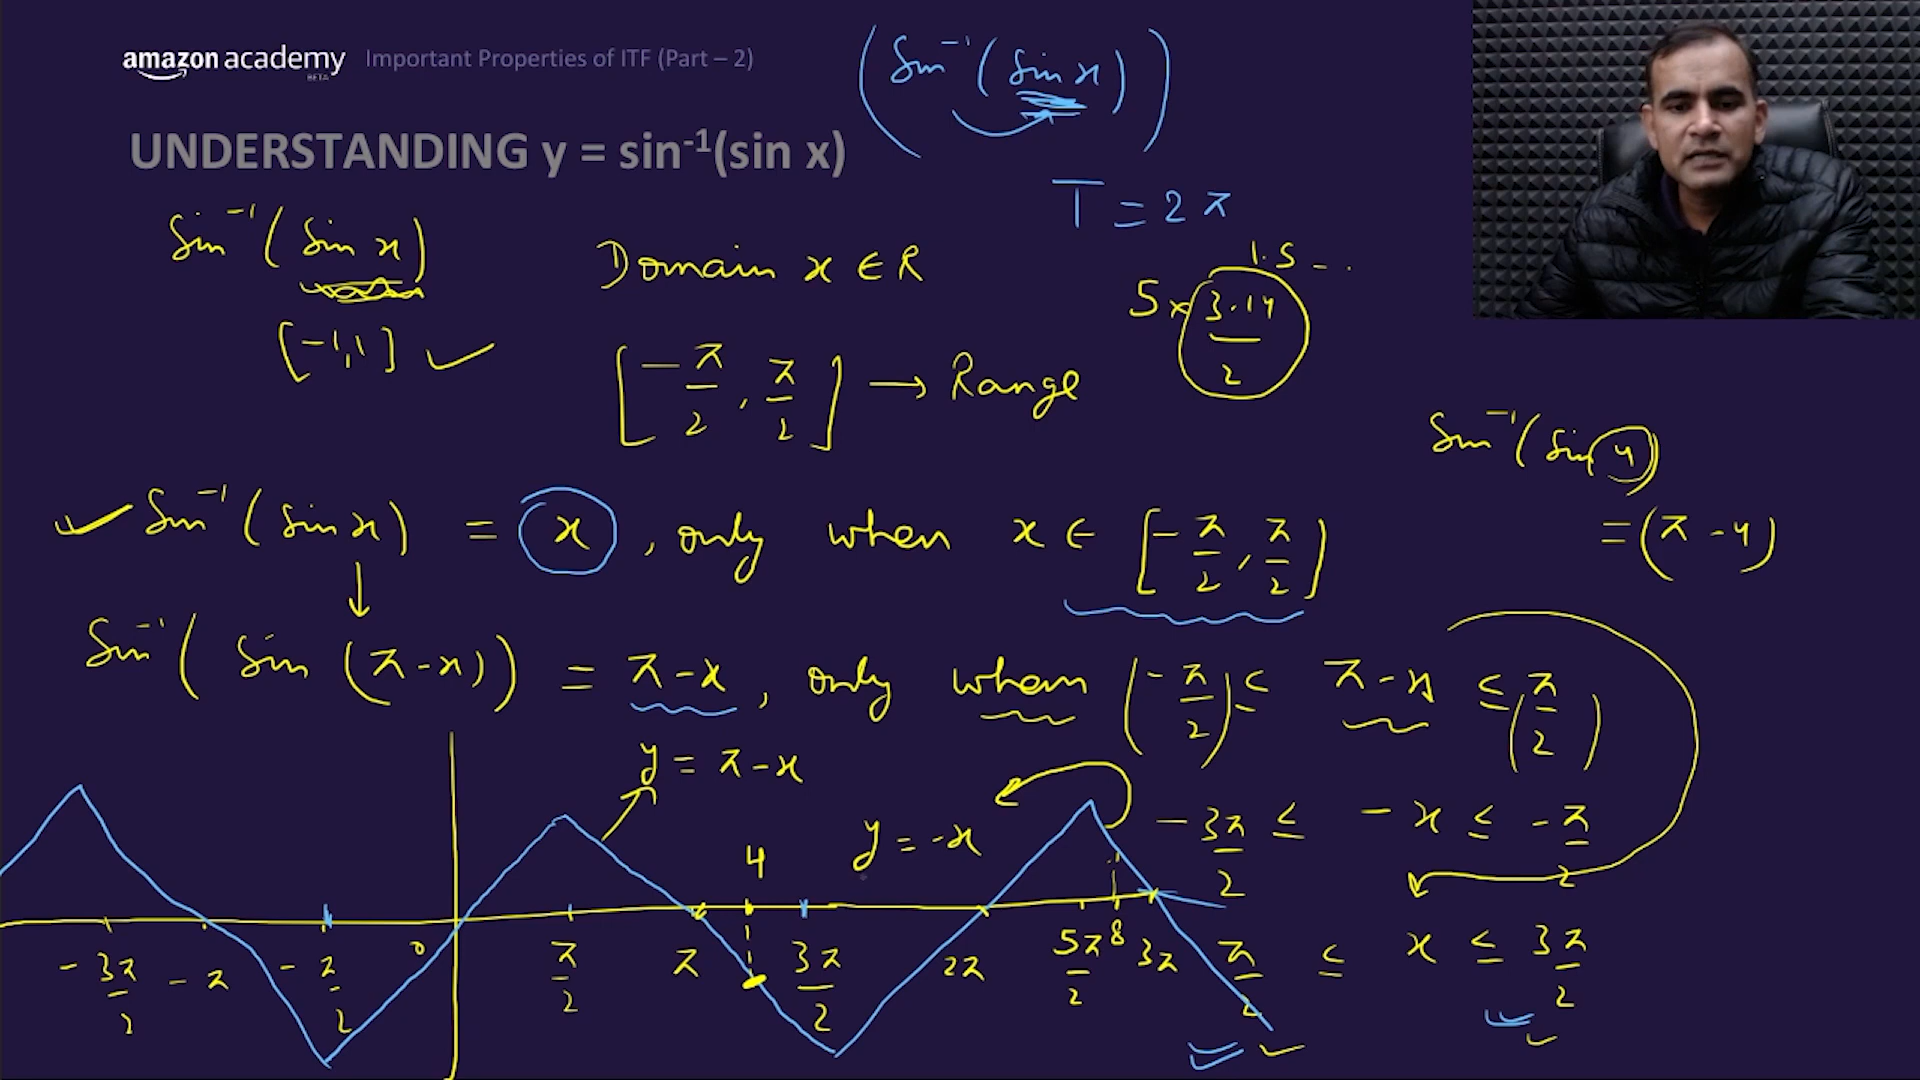 amazon academy
BETA
Important Properties of ITF (Part – 2)
(Sin⁻¹(sin x))
UNDERSTANDING y = sin⁻¹(sin x)
T = 2π
Sin⁻¹(sin x)
Domain x ∈ R
1.5 - .
5 × 3.14/2
[-1,1] ✓
[-π/2, π/2] → Range
Sin⁻¹(sin 4)
= (π - 4)
✓ Sin⁻¹(sin x) = x, only when x ∈ [-π/2, π/2]
↓
Sin⁻¹(sin(π-x)) = π-x, only when (-π/2) ≤ π-x ≤ (π/2)
y = π-x
y = -x
-3π/2 ≤ -x ≤ -π/2
4
-3π/2 -π -π/2 0 π/2 π 3π/2 2π 5π/2 8 3π
π/2 ≤ x ≤ 3π/2
✓ ✓